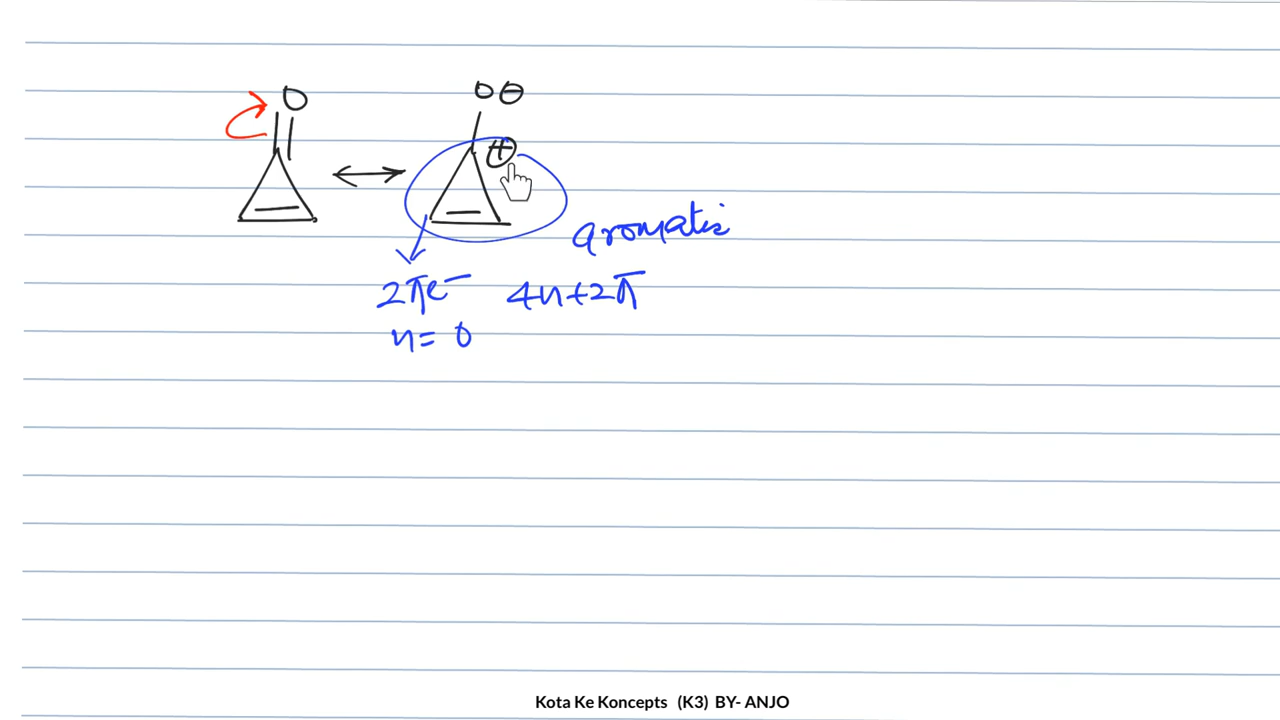 O O⊖
⊕
aromatic
2πe⁻ 4n+2π
n = 0
Kota Ke Koncepts (K3) BY- ANJO